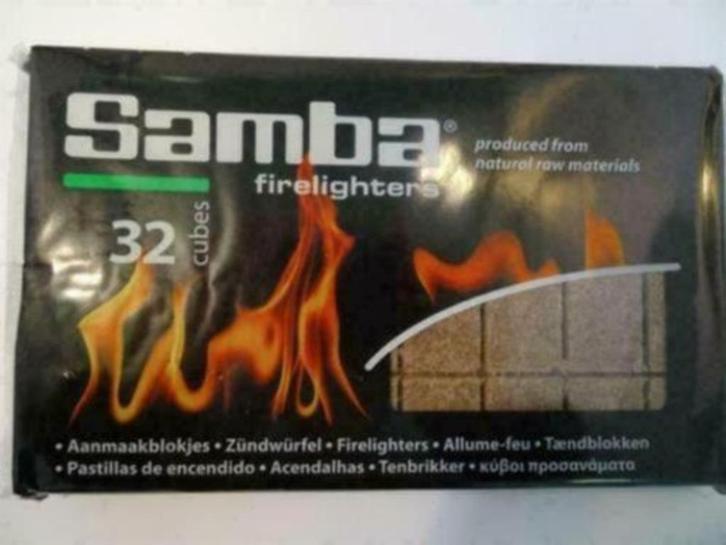 Samba®
firelighters
produced from
natural raw materials
32 cubes
• Aanmaakblokjes • Zündwürfel • Firelighters • Allume-feu • Tændblokken
• Pastillas de encendido • Acendalhas • Tenbrikker • κύβοι προσανάματα